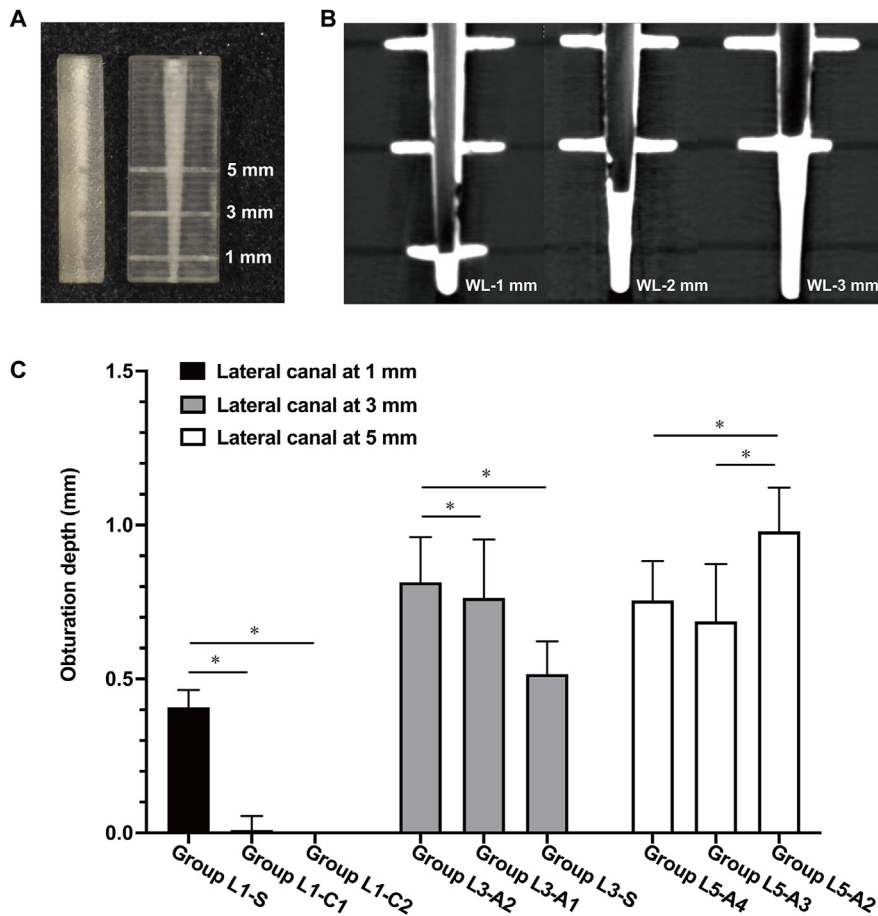 A
5 mm
3 mm
1 mm
B
WL-1 mm
WL-2 mm
WL-3 mm
C
Obturation depth (mm)
1.5
1.0
0.5
0.0
Lateral canal at 1 mm
Lateral canal at 3 mm
Lateral canal at 5 mm
*
*
*
*
*
*
Group L1-S
Group L1-C1
Group L1-C2
Group L3-A2
Group L3-A1
Group L3-S
Group L5-A4
Group L5-A3
Group L5-A2